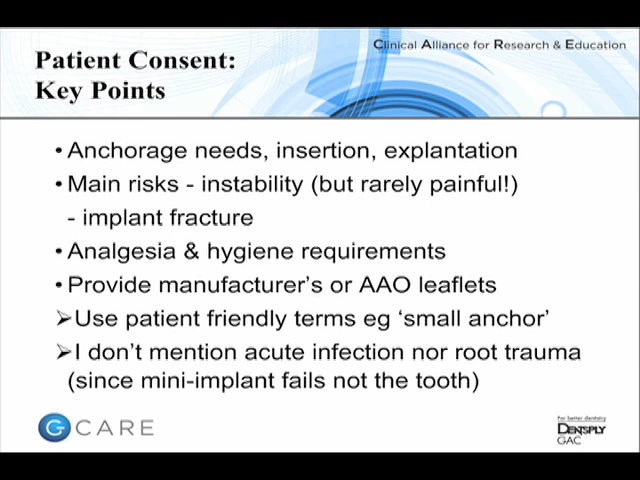 Clinical Alliance for Research & Education
Patient Consent:
Key Points
• Anchorage needs, insertion, explantation
• Main risks - instability (but rarely painful!)
- implant fracture
• Analgesia & hygiene requirements
• Provide manufacturer's or AAO leaflets
➢ Use patient friendly terms eg 'small anchor'
➢ I don't mention acute infection nor root trauma
(since mini-implant fails not the tooth)
G CARE
For better dentistry
DENTSPLY
GAC